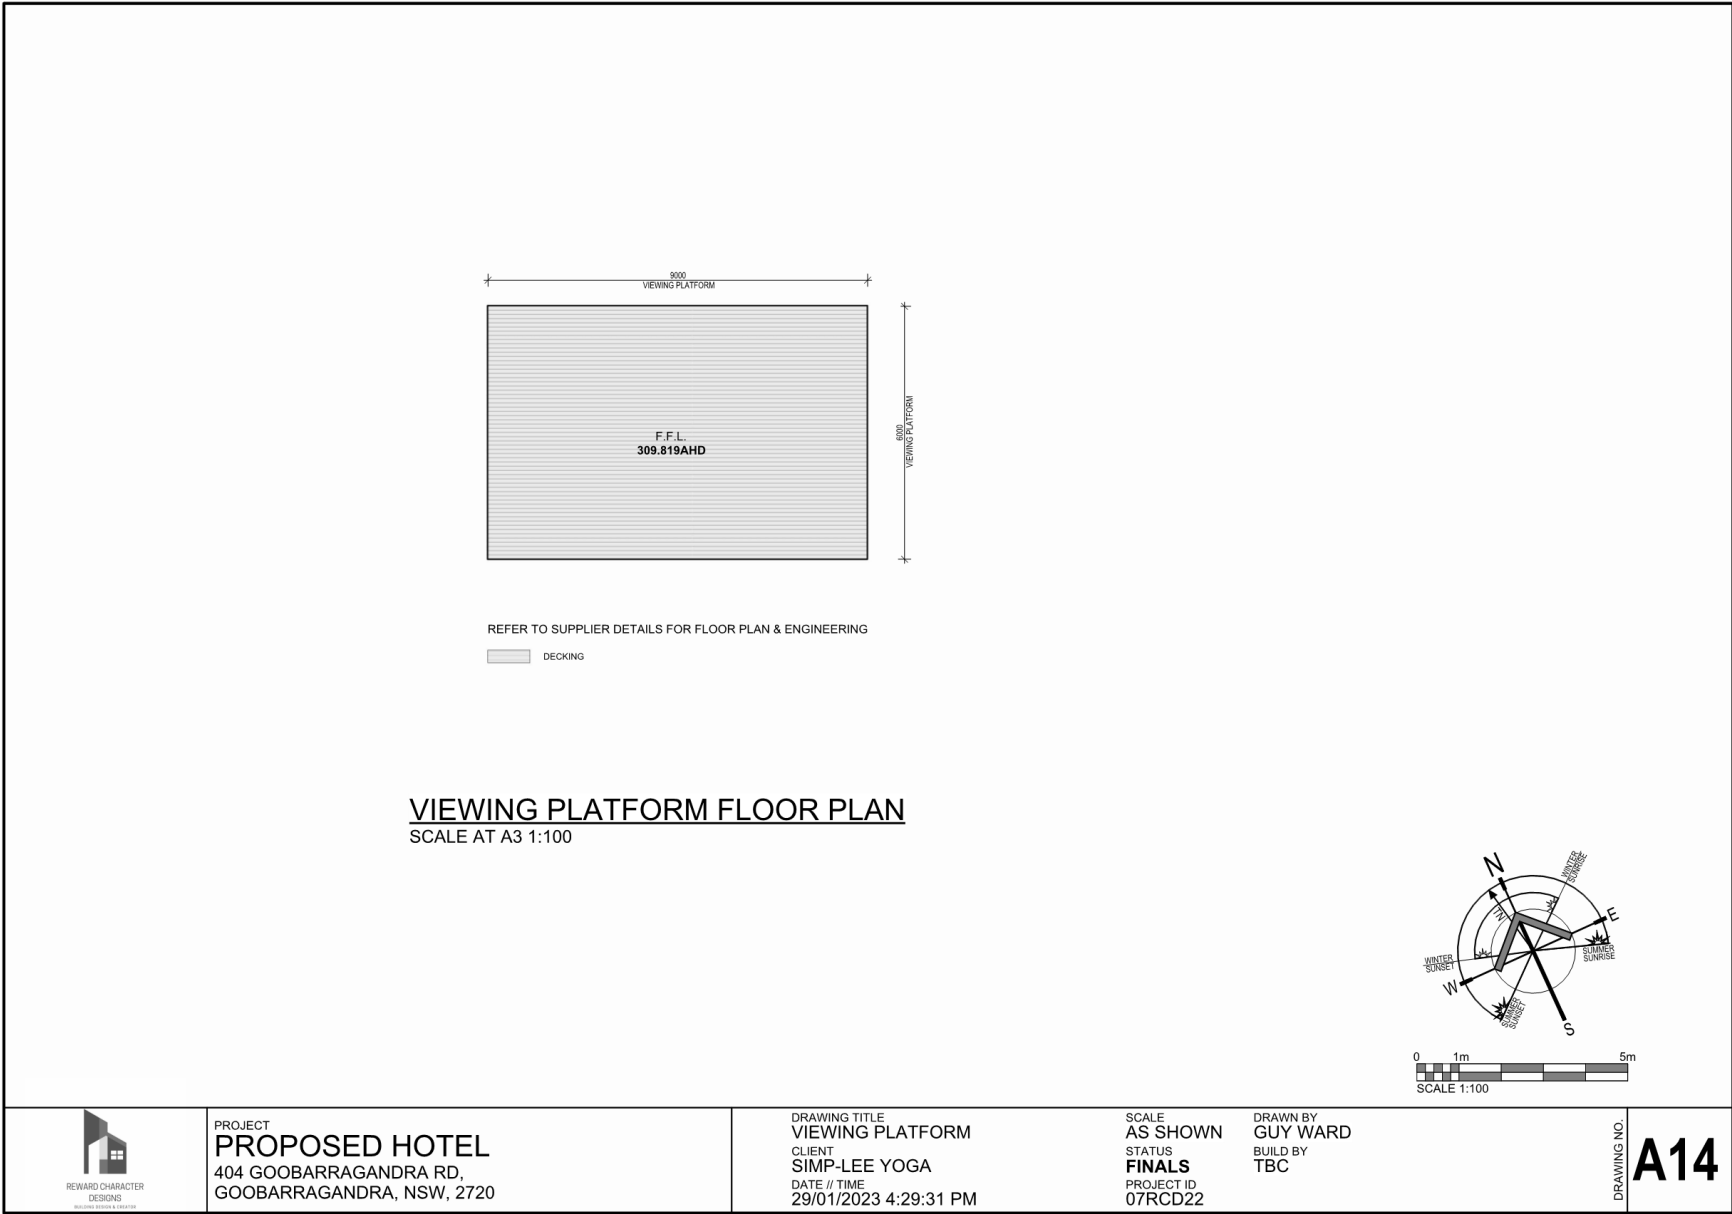 9000
VIEWING PLATFORM
6000
VIEWING PLATFORM
F.F.L.
309.819AHD
REFER TO SUPPLIER DETAILS FOR FLOOR PLAN & ENGINEERING
DECKING
VIEWING PLATFORM FLOOR PLAN
SCALE AT A3 1:100
N
WINTER
SUNRISE
TN
E
SUMMER
SUNRISE
WINTER
SUNSET
W
SUMMER
SUNSET
S
0 1m 5m
SCALE 1:100
REWARD CHARACTER
DESIGNS
BUILDING DESIGN & CREATOR
PROJECT
PROPOSED HOTEL
404 GOOBARRAGANDRA RD,
GOOBARRAGANDRA, NSW, 2720
DRAWING TITLE
VIEWING PLATFORM
CLIENT
SIMP-LEE YOGA
DATE // TIME
29/01/2023 4:29:31 PM
SCALE
AS SHOWN
STATUS
FINALS
PROJECT ID
07RCD22
DRAWN BY
GUY WARD
BUILD BY
TBC
DRAWING NO.
A14